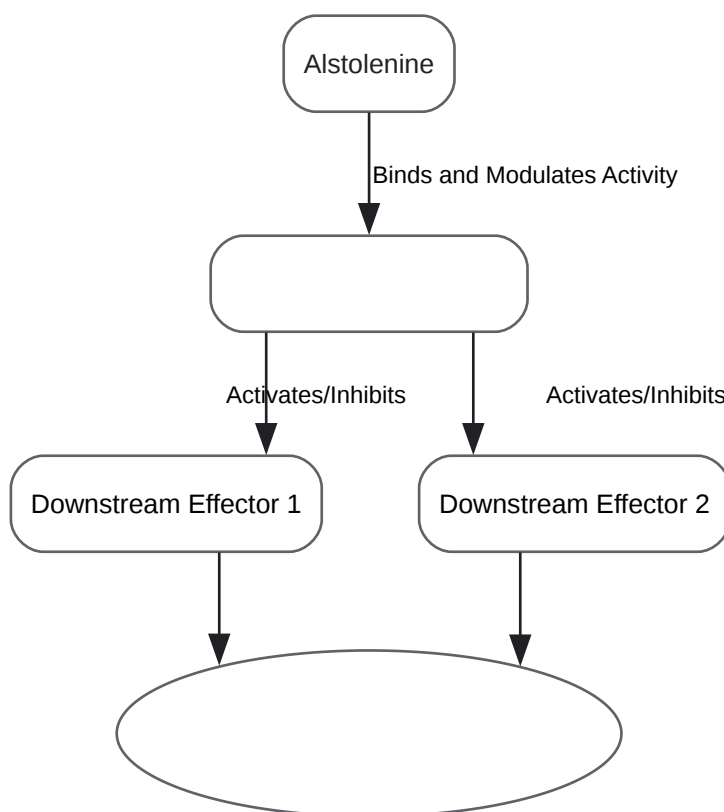 Alstolenine
Binds and Modulates Activity
Activates/Inhibits
Activates/Inhibits
Downstream Effector 1
Downstream Effector 2